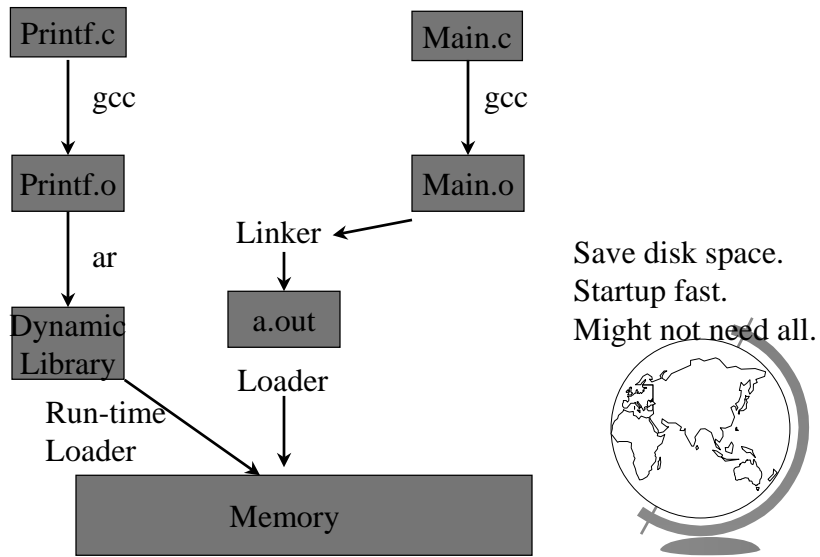 Printf.c
Main.c
gcc
gcc
Printf.o
Main.o
Linker
ar
Save disk space.
Startup fast.
Might not need all.
Dynamic
Library
a.out
Loader
Run-time
Loader
Memory